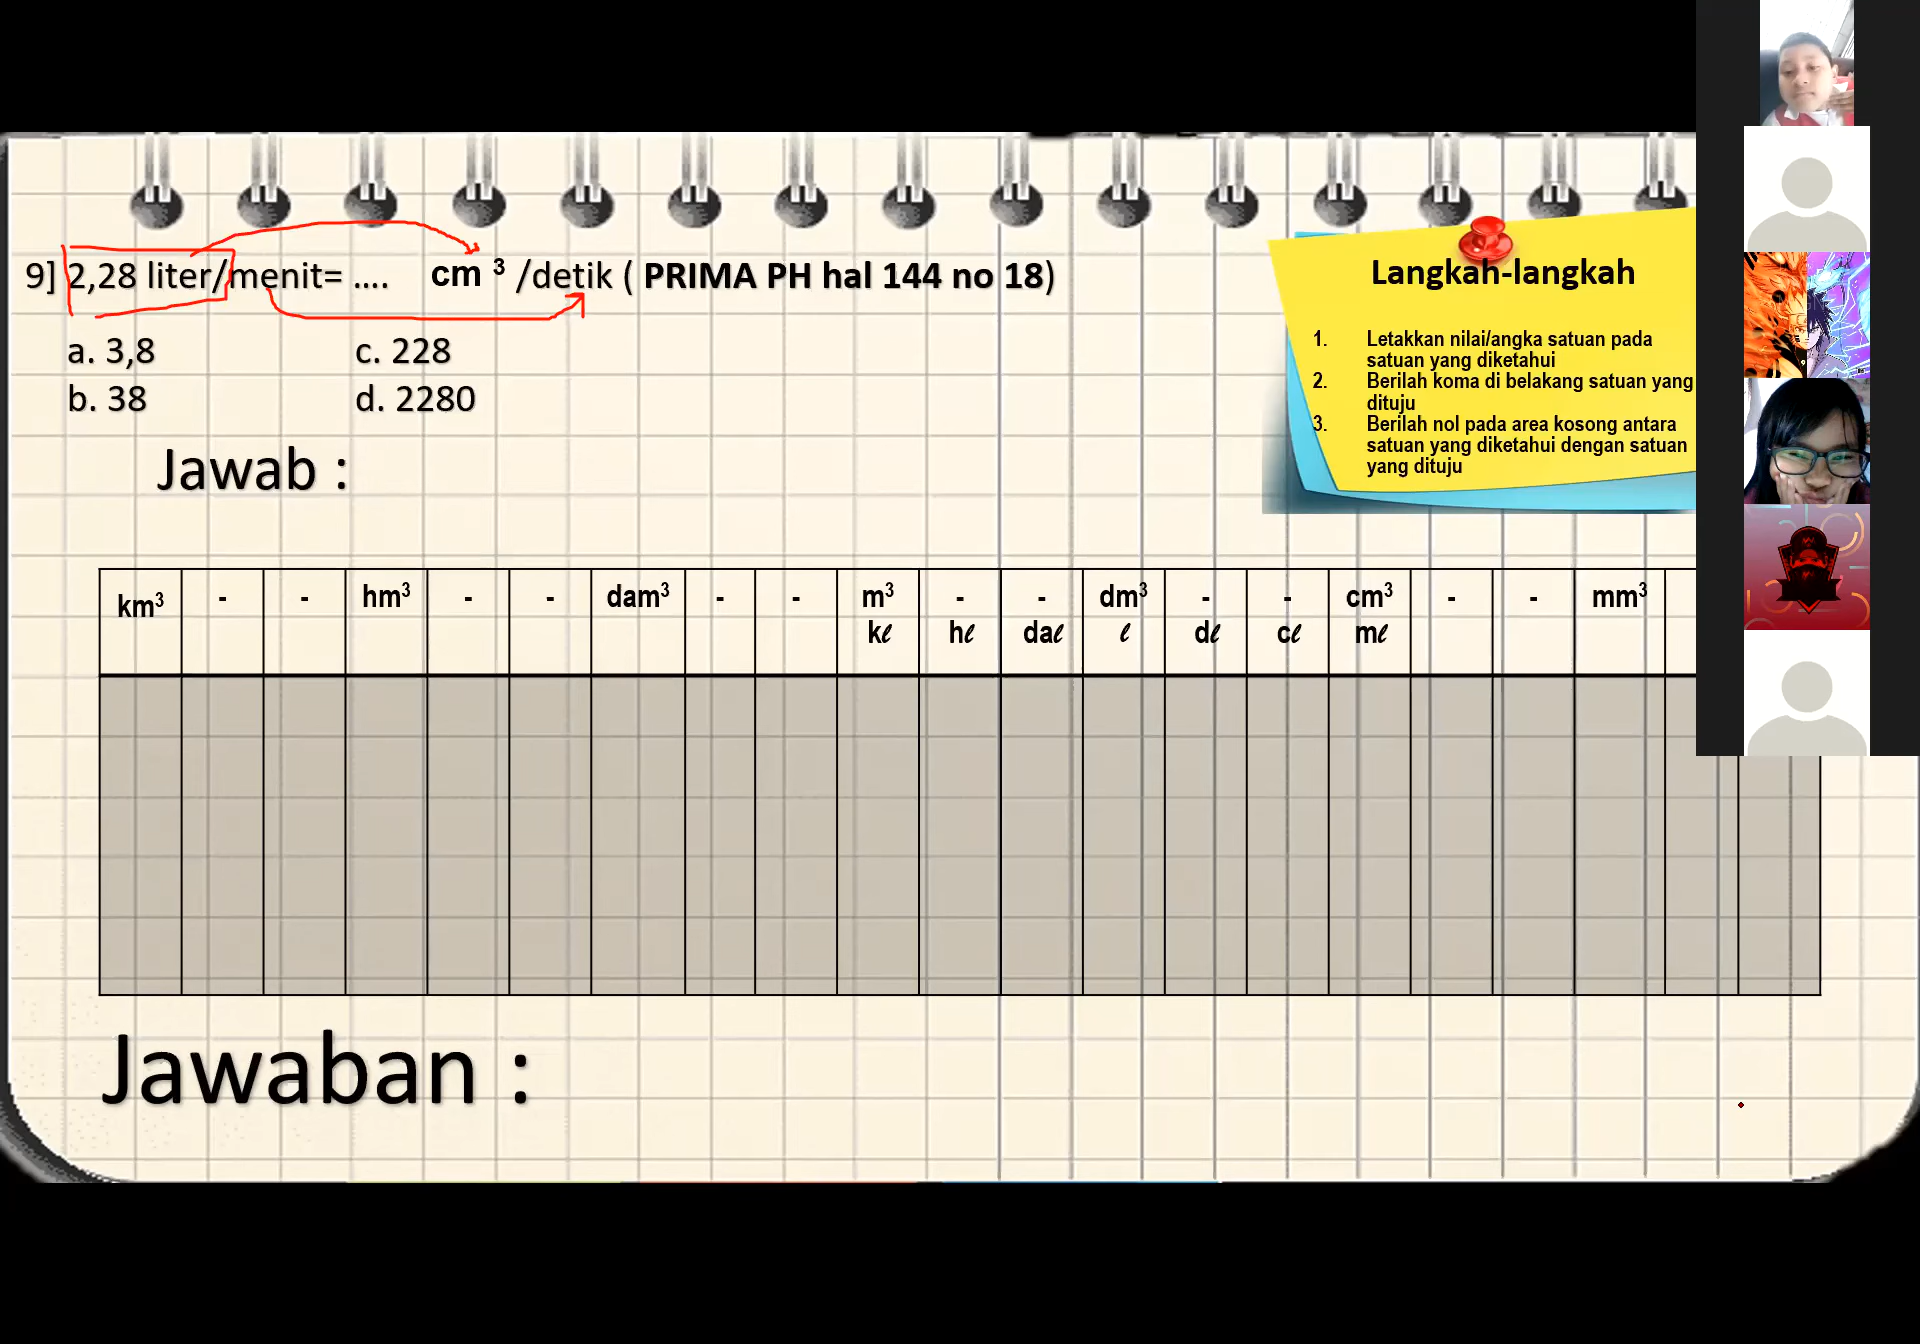 9] 2,28 liter/menit= .... cm ³ /detik ( PRIMA PH hal 144 no 18)
a. 3,8 c. 228
b. 38 d. 2280
Jawab :
Langkah-langkah
1. Letakkan nilai/angka satuan pada
satuan yang diketahui
2. Berilah koma di belakang satuan yang
dituju
3. Berilah nol pada area kosong antara
satuan yang diketahui dengan satuan
yang dituju
km³ - - hm³ - - dam³ - - m³ - - dm³ - - cm³ - - mm³
kℓ hℓ daℓ ℓ dℓ cℓ mℓ
Jawaban :